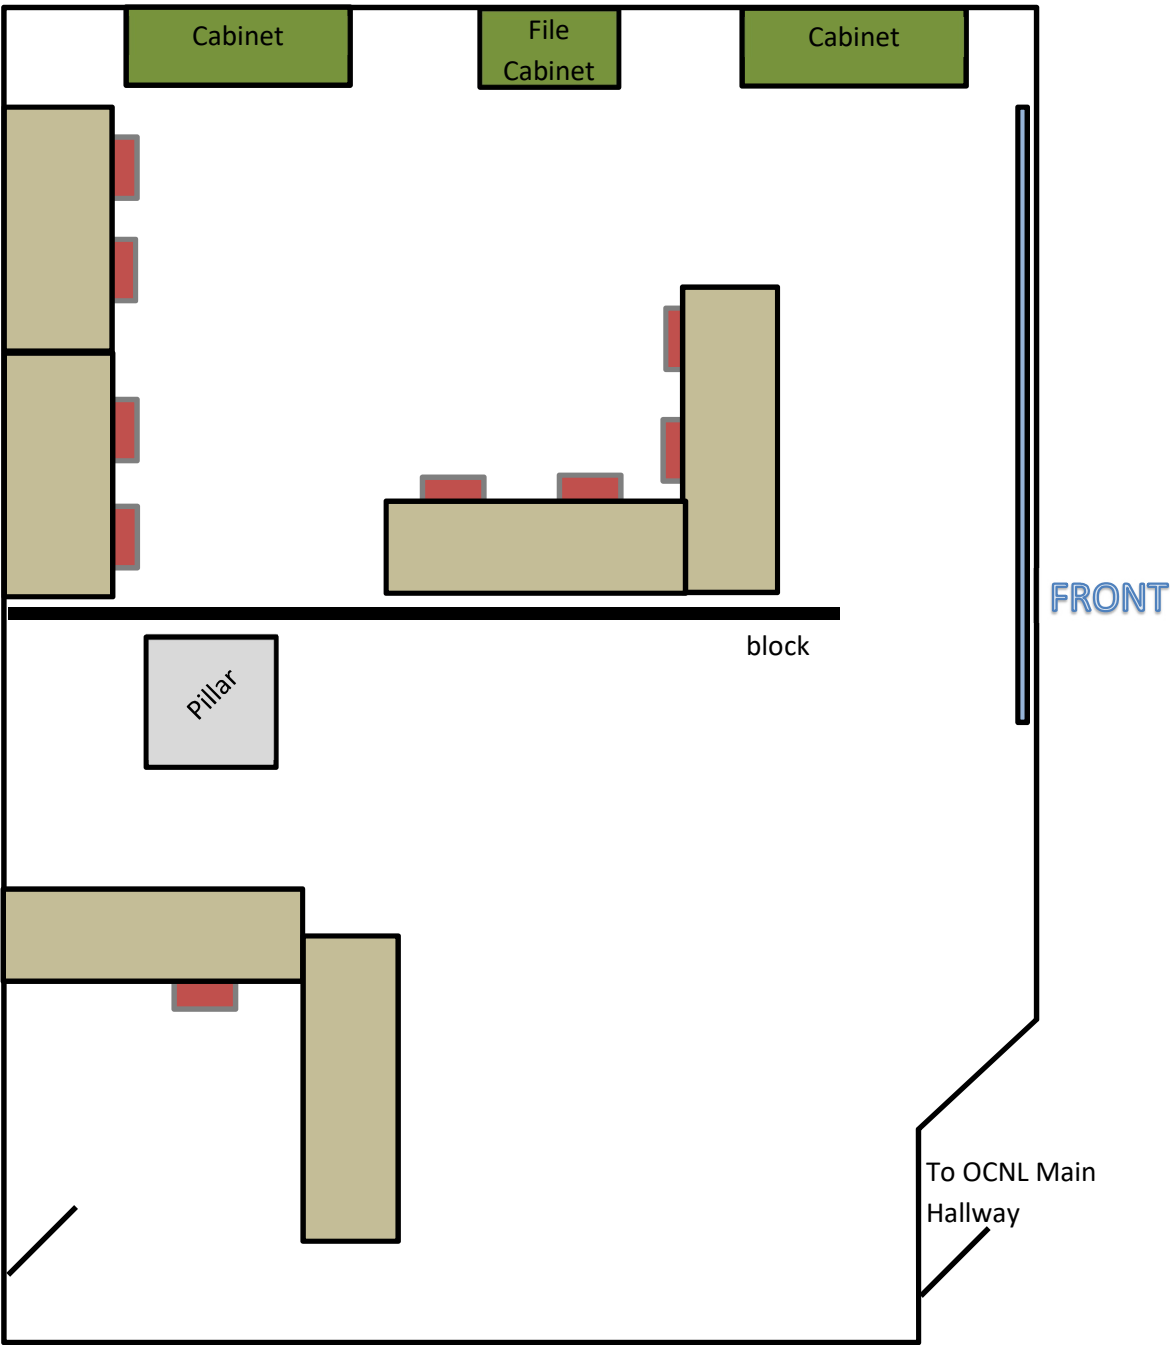 Cabinet
File
Cabinet
Cabinet
FRONT
block
Pillar
To OCNL Main
Hallway